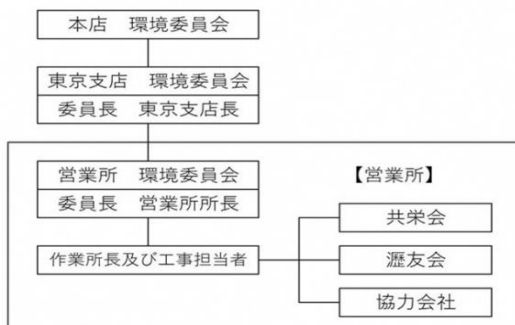 本店　環境委員会
東京支店　環境委員会
委員長　東京支店長
営業所　環境委員会
委員長　営業所所長
【営業所】
共栄会
作業所長及び工事担当者
瀝友会
協力会社